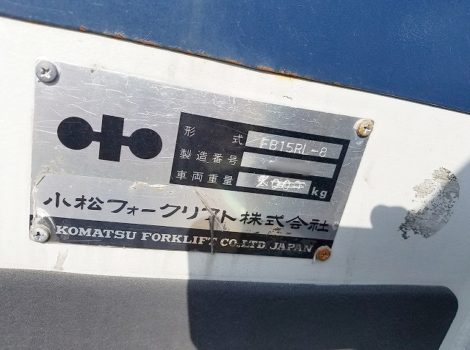 形式 FB15RL-8
製造番号
車両重量 kg
小松フォークリフト株式会社
KOMATSU FORKLIFT CO.LTD JAPAN